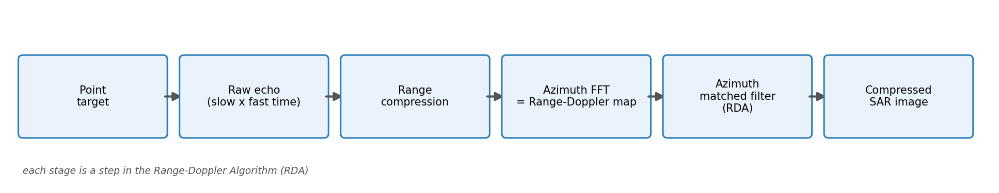 Point
target
Raw echo
(slow x fast time)
Range
compression
Azimuth FFT
= Range-Doppler map
Azimuth
matched filter
(RDA)
Compressed
SAR image
each stage is a step in the Range-Doppler Algorithm (RDA)